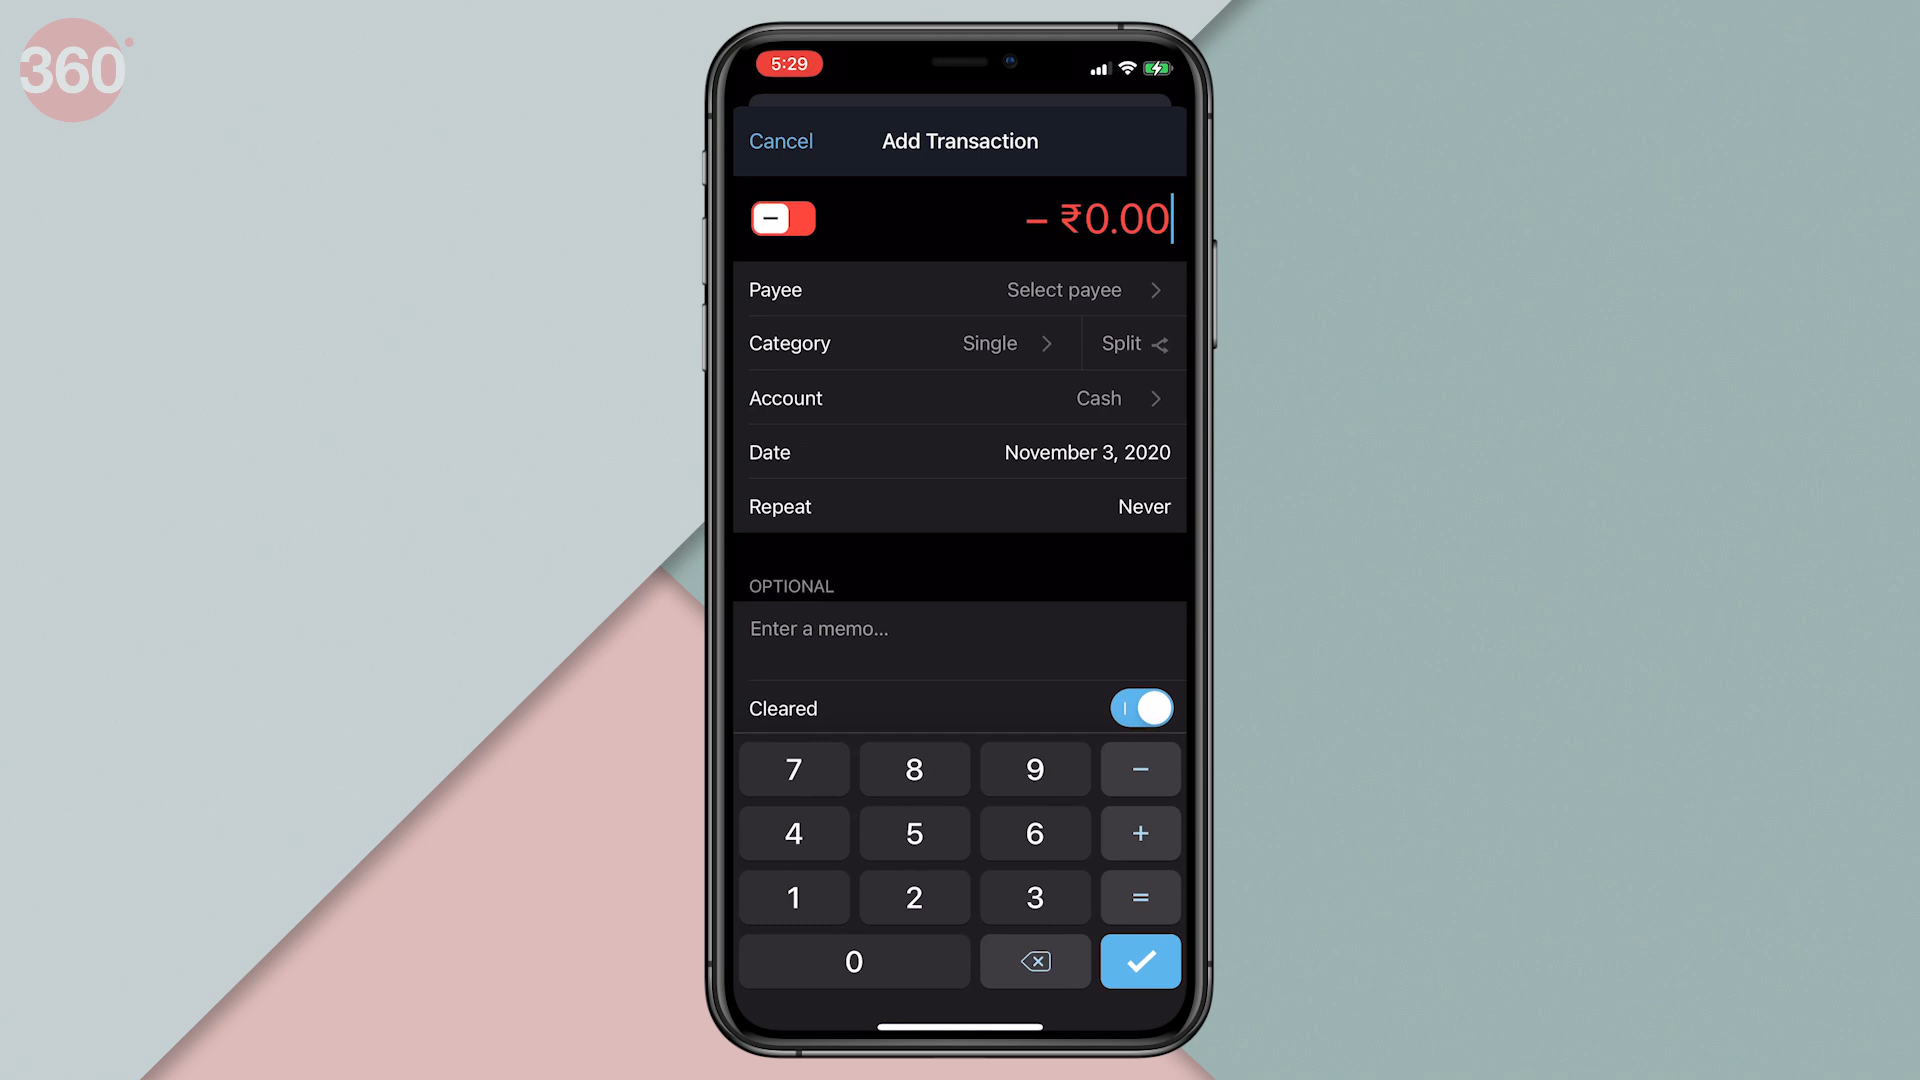 360
5:29
Cancel Add Transaction
− ₹0.00
Payee Select payee
Category Single Split
Account Cash
Date November 3, 2020
Repeat Never
OPTIONAL
Enter a memo...
Cleared
7 8 9 −
4 5 6 +
1 2 3 =
0